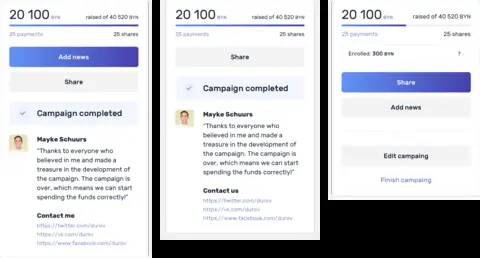 20 100 BYN raised of 40 520 BYN
25 payments 25 shares
Add news
Share
Campaign completed
Mayke Schuurs
"Thanks to everyone who
believed in me and made a
treasure in the development of
the campaign. The campaign is
over, which means we can start
spending the funds correctly!"
Contact me
https://twitter.com/durov
https://vk.com/durov
https://www.facebook.com/durov
20 100 BYN raised of 40 520 BYN
25 payments 25 shares
Share
Campaign completed
Mayke Schuurs
"Thanks to everyone who
believed in me and made a
treasure in the development of
the campaign. The campaign is
over, which means we can start
spending the funds correctly!"
Contact us
https://twitter.com/durov
https://vk.com/durov
https://www.facebook.com/durov
20 100 BYN raised of 40 520 BYN
25 payments 25 shares
Enrolled: 300 BYN ?
Share
Add news
Edit campaing
Finish campaing